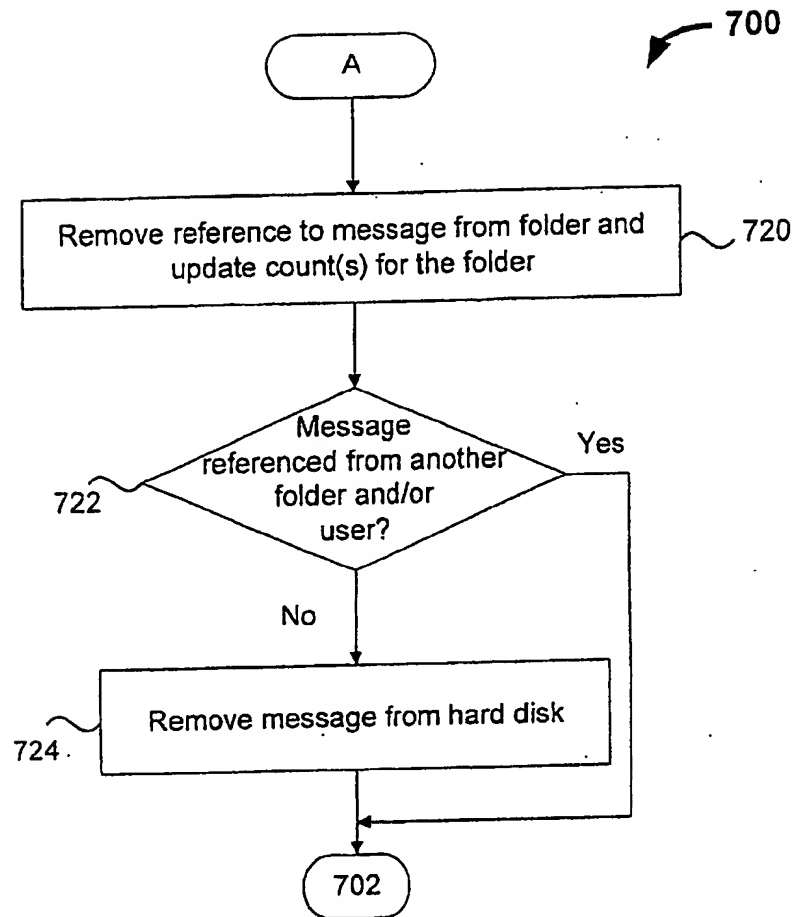 700
A
Remove reference to message from folder and
update count(s) for the folder
720
Message
referenced from another
folder and/or
user?
Yes
722
No
Remove message from hard disk
724
702